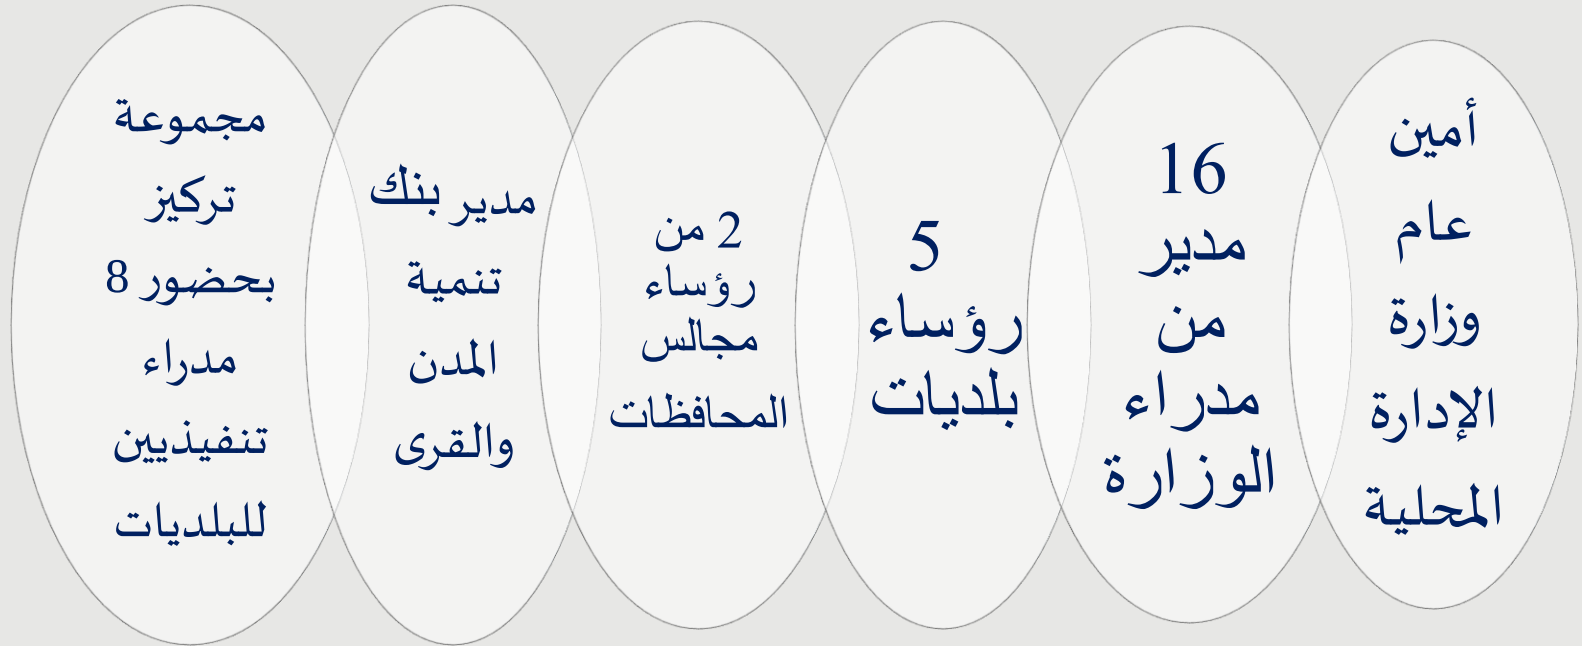 أمين
عام
وزارة
الإدارة
المحلية
16
مدير
من
مدراء
الوزارة
5
رؤساء
بلديات
2 من
رؤساء
مجالس
المحافظات
مدير بنك
تنمية
المدن
والقرى
مجموعة
تركيز
بحضور 8
مدراء
تنفيذيين
للبلديات